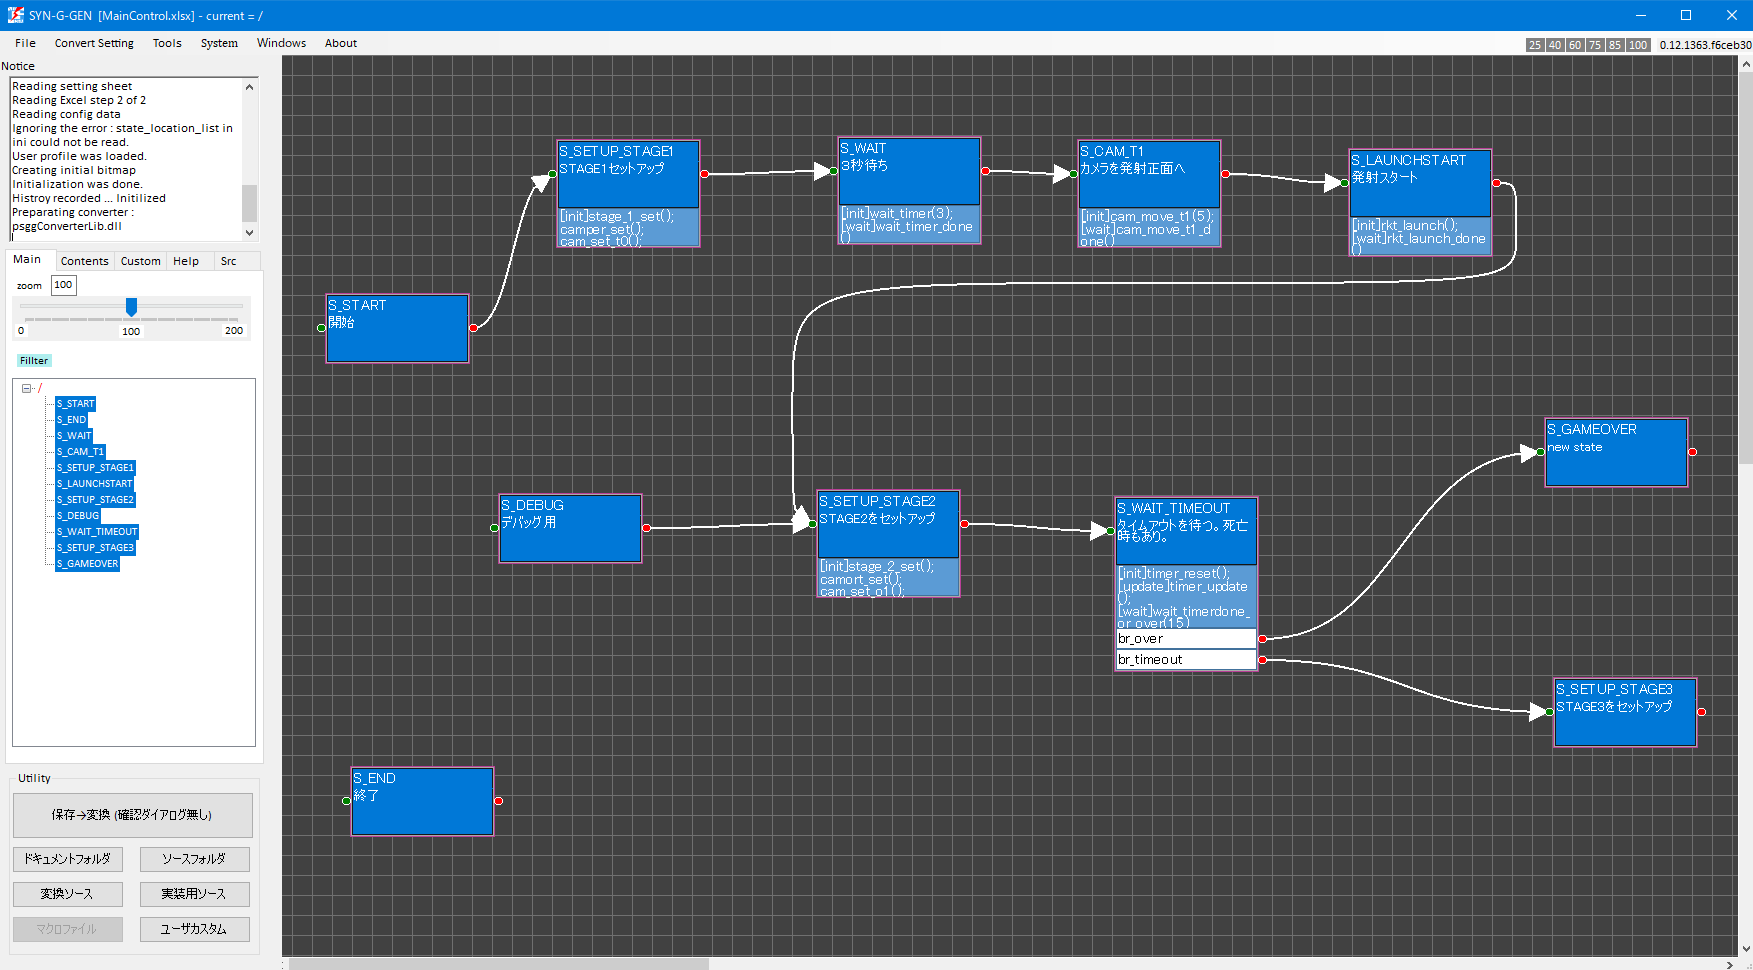 SYN-G-GEN [MainControl.xlsx] - current = /
File Convert Setting Tools System Windows About
25 40 60 75 85 100 0.12.1363.f6ceb30
Notice
Reading setting sheet
Reading Excel step 2 of 2
Reading config data
Ignoring the error : state_location_list in
ini could not be read.
User profile was loaded.
Creating initial bitmap
Initialization was done.
Histroy recorded ... Initilized
Preparating converter :
psggConverterLib.dll
Main Contents Custom Help Src
zoom 100
0 100 200
Fillter
/
S_START
S_END
S_WAIT
S_CAM_T1
S_SETUP_STAGE1
S_LAUNCHSTART
S_SETUP_STAGE2
S_DEBUG
S_WAIT_TIMEOUT
S_SETUP_STAGE3
S_GAMEOVER
Utility
保存→変換 (確認ダイアログ無し)
ドキュメントフォルダ ソースフォルダ
変換ソース 実装用ソース
マクロファイル ユーザカスタム
S_SETUP_STAGE1
STAGE1セットアップ
[init]stage_1_set();
camper_set();
cam_set_t0();
S_WAIT
３秒待ち
[init]wait_timer(3);
[wait]wait_timer_done
()
S_CAM_T1
カメラを発射正面へ
[init]cam_move_t1(5);
[wait]cam_move_t1_d
one()
S_LAUNCHSTART
発射スタート
[init]rkt_launch();
[wait]rkt_launch_done
()
S_START
開始
S_GAMEOVER
new state
S_DEBUG
デバッグ用
S_SETUP_STAGE2
STAGE2をセットアップ
[init]stage_2_set();
camort_set();
cam_set_o1();
S_WAIT_TIMEOUT
タイムアウトを待つ。死亡
時もあり。
[init]timer_reset();
[update]timer_update
();
[wait]wait_timerdone_
or_over(15)
br_over
br_timeout
S_SETUP_STAGE3
STAGE3をセットアップ
S_END
終了